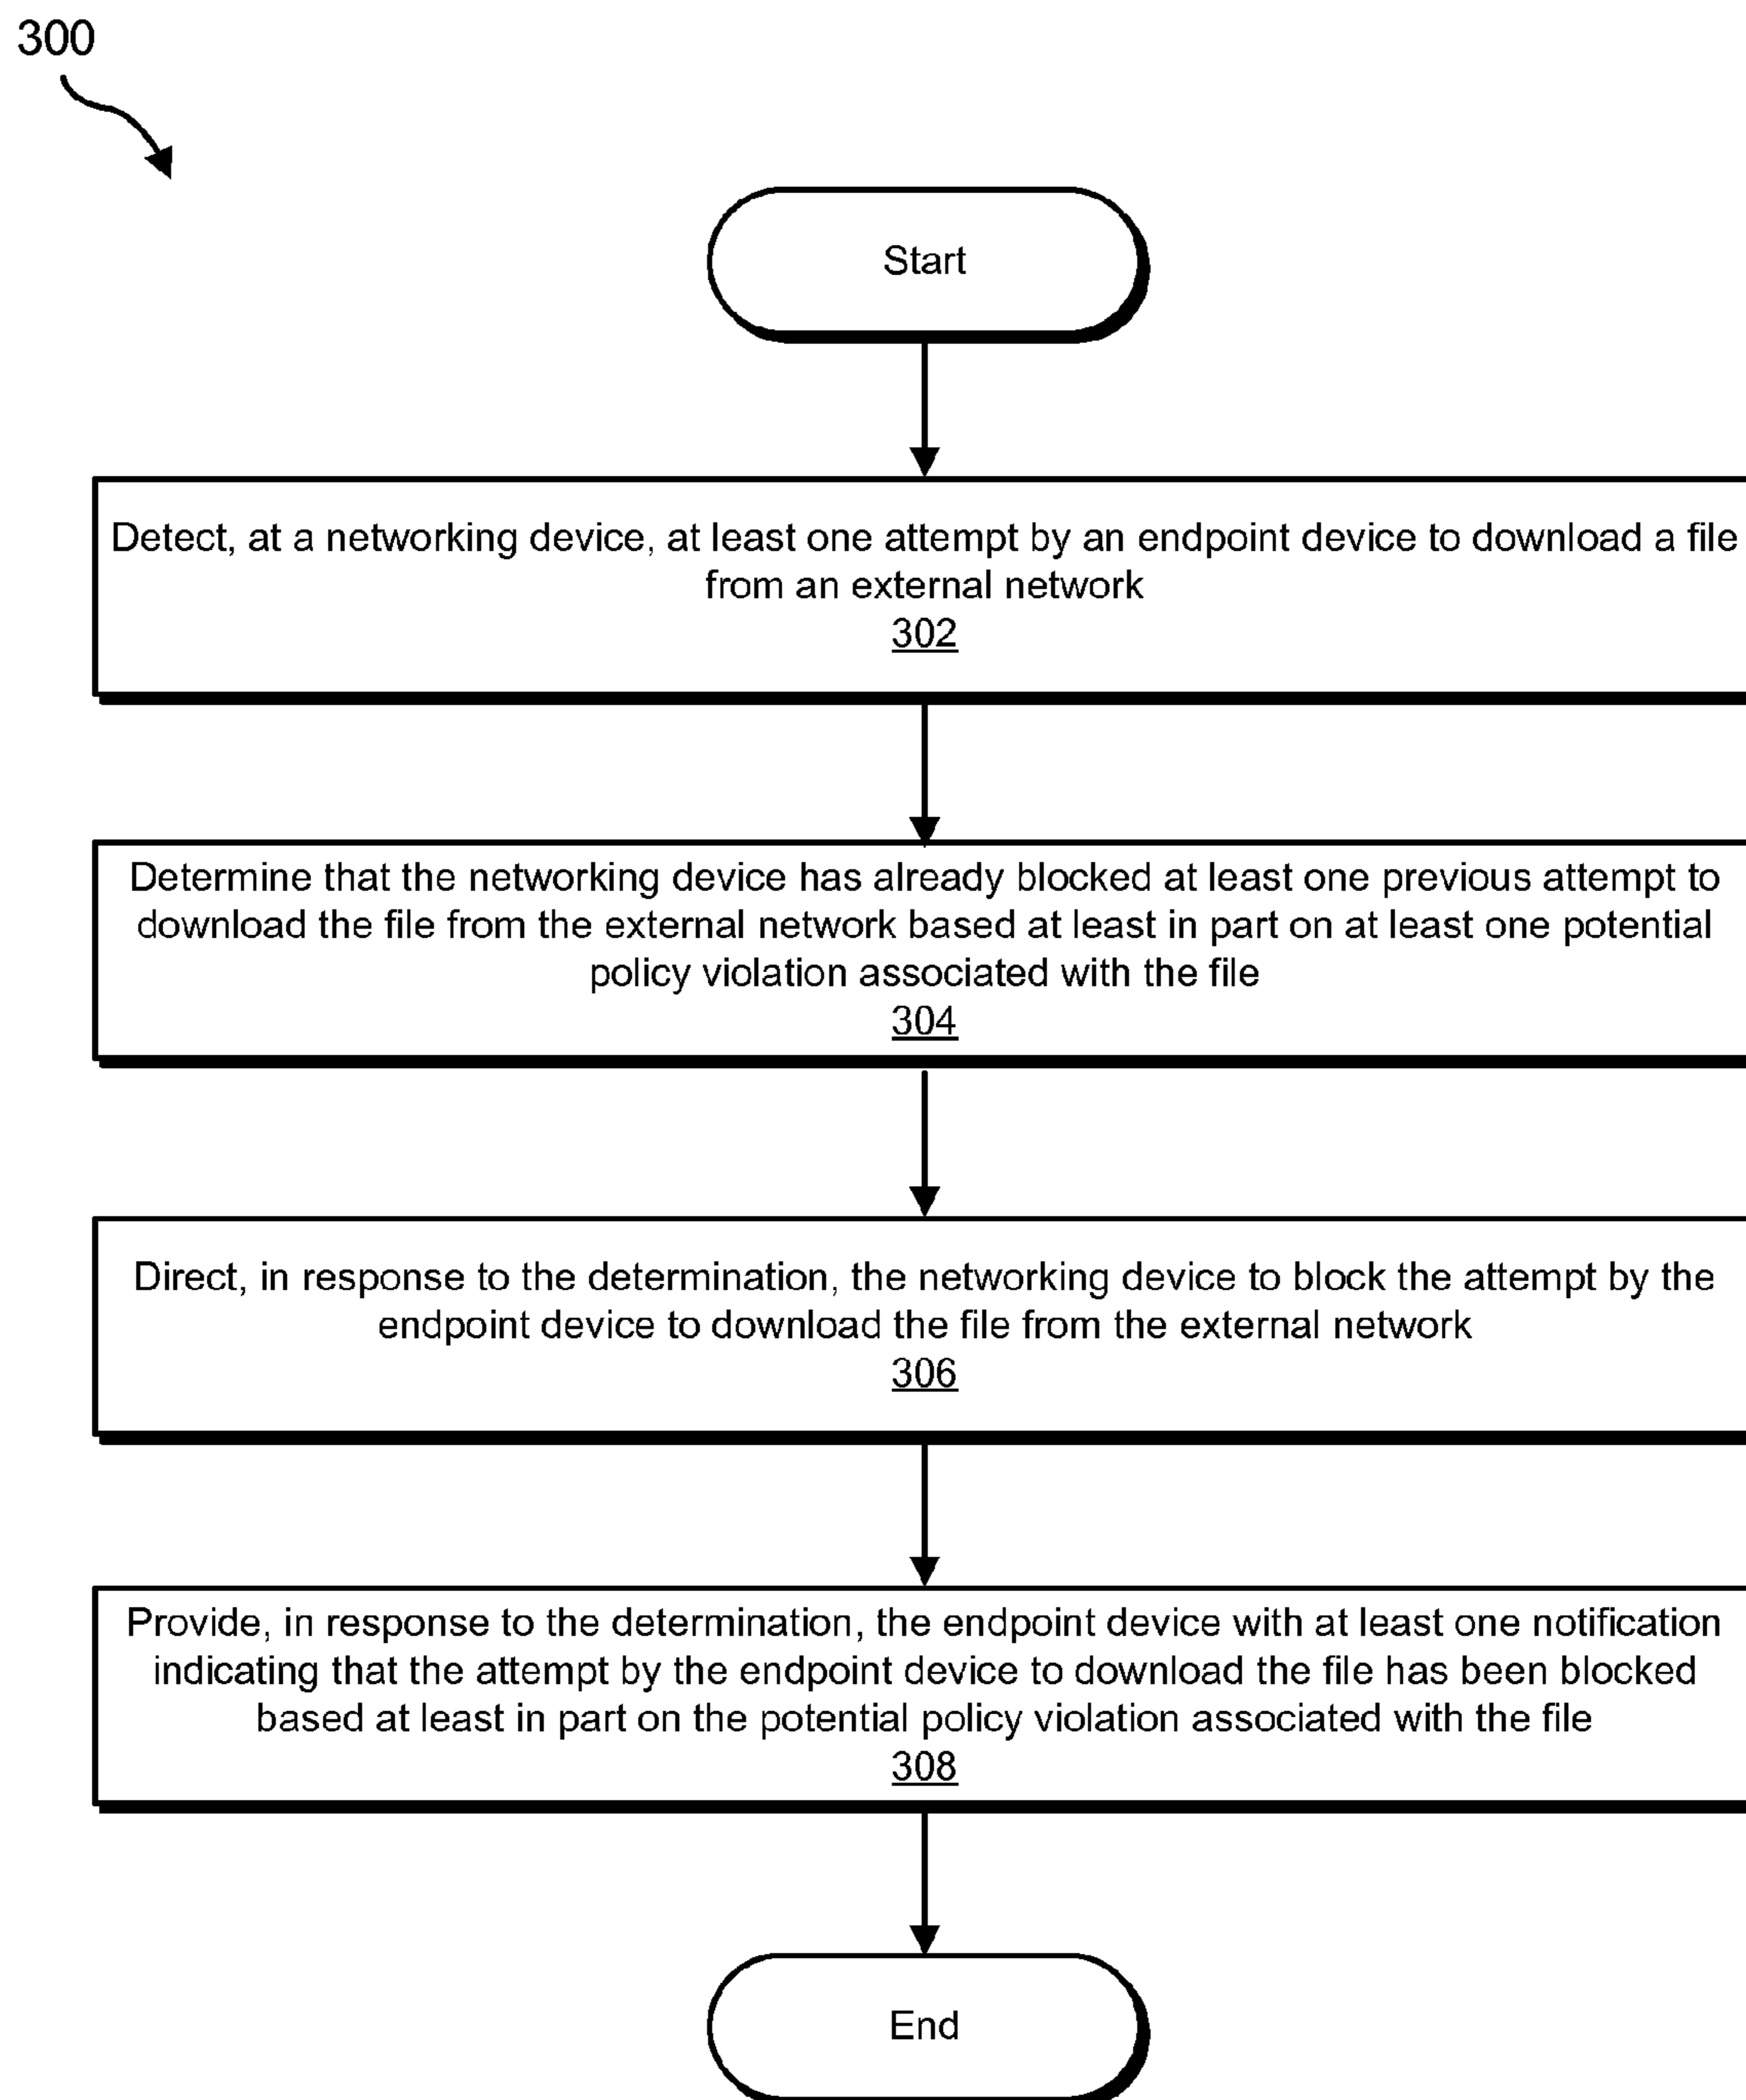 300
Start
Detect, at a networking device, at least one attempt by an endpoint device to download a file
from an external network
302
Determine that the networking device has already blocked at least one previous attempt to
download the file from the external network based at least in part on at least one potential
policy violation associated with the file
304
Direct, in response to the determination, the networking device to block the attempt by the
endpoint device to download the file from the external network
306
Provide, in response to the determination, the endpoint device with at least one notification
indicating that the attempt by the endpoint device to download the file has been blocked
based at least in part on the potential policy violation associated with the file
308
End